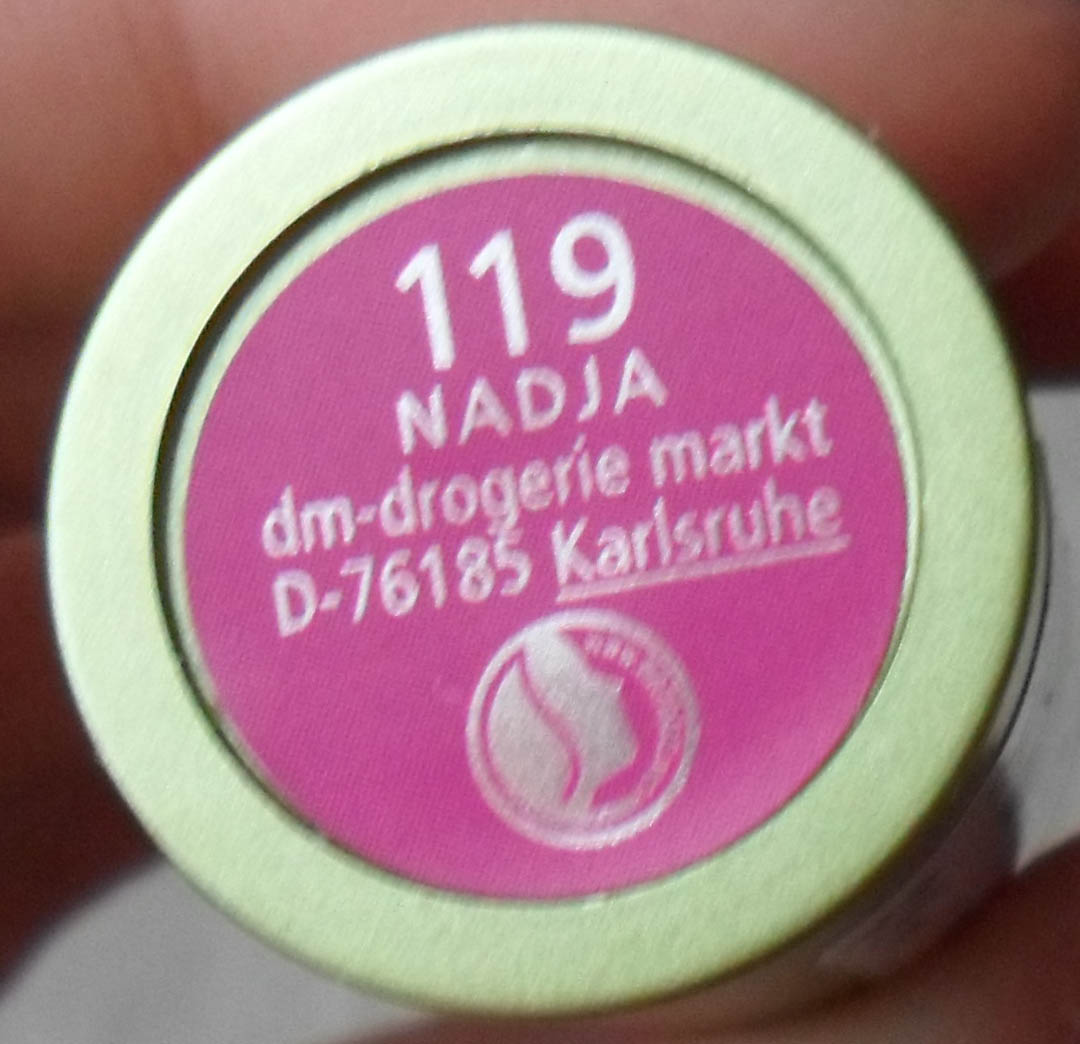 119
NADJA
dm-drogerie markt
D-76185 Karlsruhe